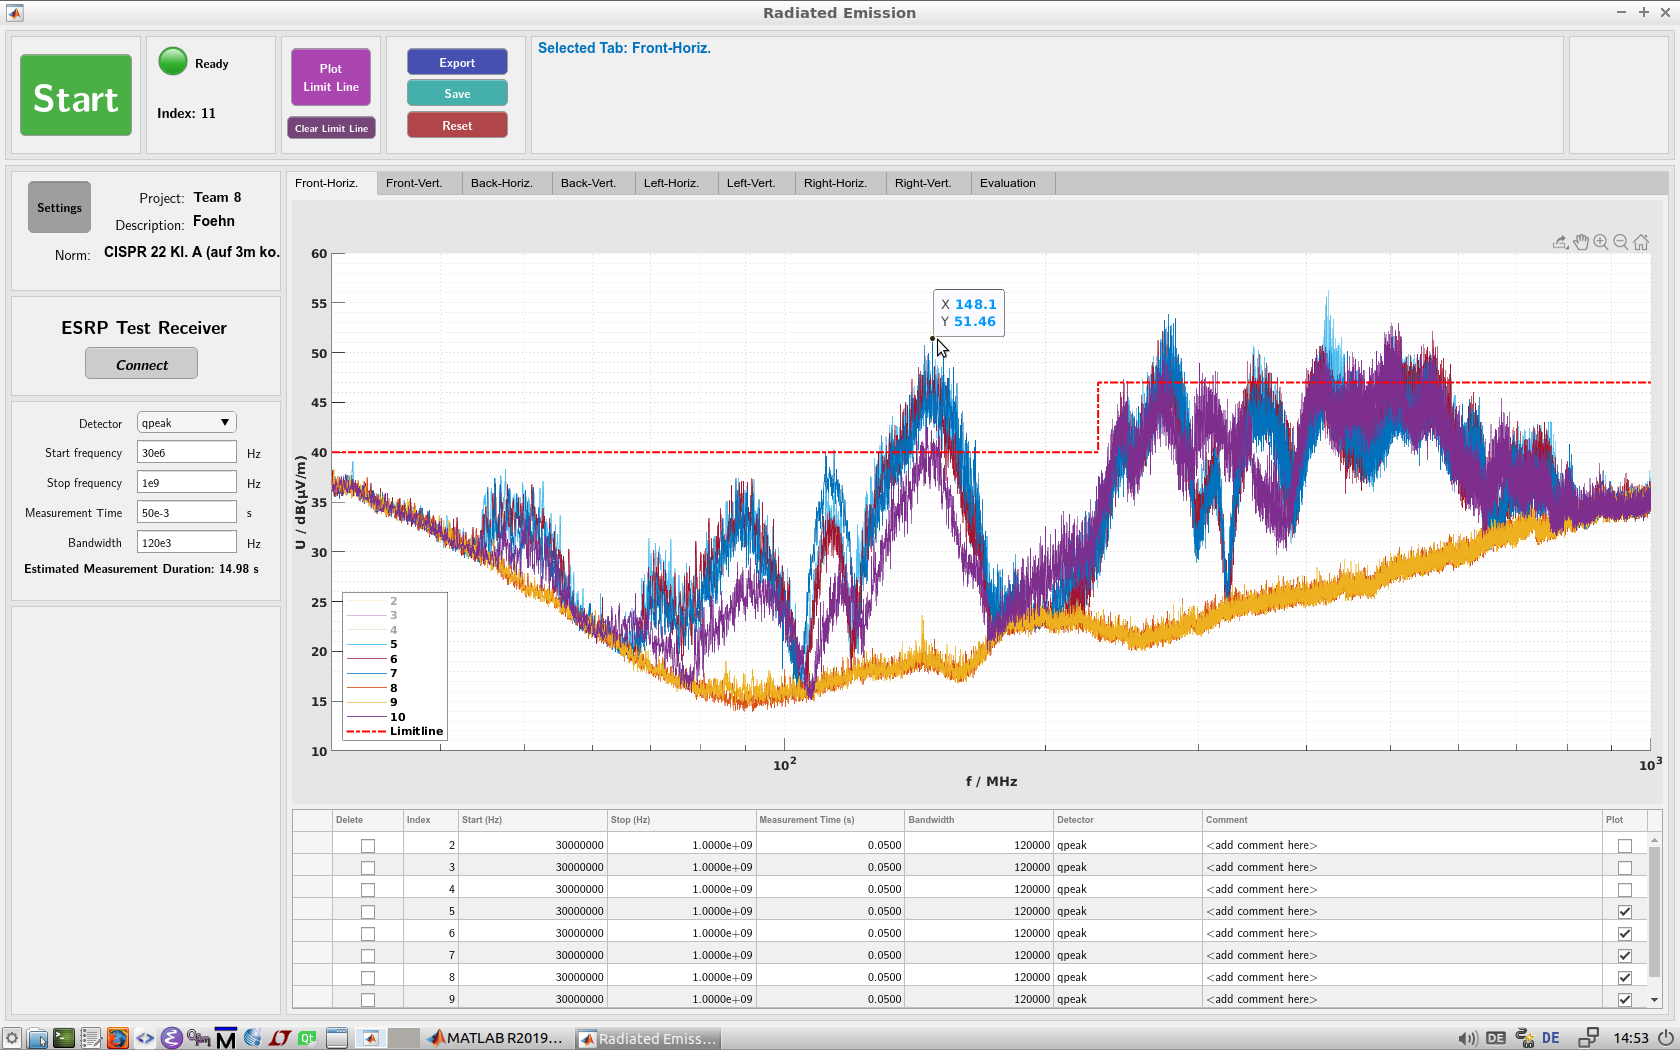 Radiated Emission
Start
Ready
Index: 11
Plot
Limit Line
Clear Limit Line
Export
Save
Reset
Selected Tab: Front-Horiz.
Settings
Project: Team 8
Description: Foehn
Norm: CISPR 22 Kl. A (auf 3m ko.
ESRP Test Receiver
Connect
Detector qpeak
Start frequency 30e6 Hz
Stop frequency 1e9 Hz
Measurement Time 50e-3 s
Bandwidth 120e3 Hz
Estimated Measurement Duration: 14.98 s
Front-Horiz. Front-Vert. Back-Horiz. Back-Vert. Left-Horiz. Left-Vert. Right-Horiz. Right-Vert. Evaluation
60
55
50
45
40
35
30
25
20
15
10
U / dB(µV/m)
X 148.1
Y 51.46
2
3
4
5
6
7
8
9
10
Limitline
10² 10³
f / MHz
Delete Index Start (Hz) Stop (Hz) Measurement Time (s) Bandwidth Detector Comment Plot
2 30000000 1.0000e+09 0.0500 120000 qpeak <add comment here>
3 30000000 1.0000e+09 0.0500 120000 qpeak <add comment here>
4 30000000 1.0000e+09 0.0500 120000 qpeak <add comment here>
5 30000000 1.0000e+09 0.0500 120000 qpeak <add comment here>
6 30000000 1.0000e+09 0.0500 120000 qpeak <add comment here>
7 30000000 1.0000e+09 0.0500 120000 qpeak <add comment here>
8 30000000 1.0000e+09 0.0500 120000 qpeak <add comment here>
9 30000000 1.0000e+09 0.0500 120000 qpeak <add comment here>
Qt MATLAB R2019... Radiated Emiss... DE DE 14:53